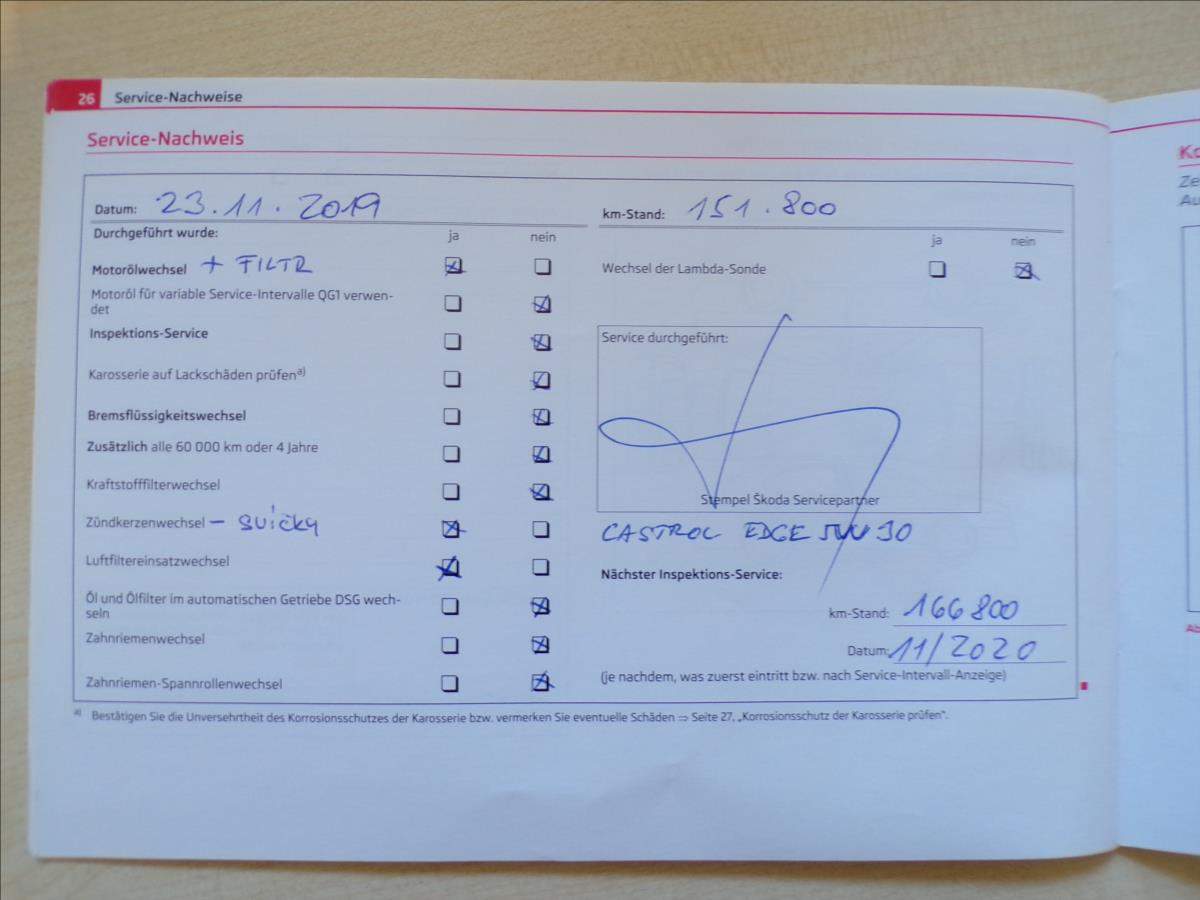 26 Service-Nachweise
Service-Nachweis
Datum: 23.11.2019
km-Stand: 151.800
Durchgeführt wurde:
ja nein
Motorölwechsel + FILTR
Motoröl für variable Service-Intervalle QG1 verwen-
det
Inspektions-Service
Karosserie auf Lackschäden prüfen a)
Bremsflüssigkeitswechsel
Zusätzlich alle 60 000 km oder 4 Jahre
Kraftstofffilterwechsel
Zündkerzenwechsel – SVÍČKY
Luftfiltereinsatzwechsel
Öl und Ölfilter im automatischen Getriebe DSG wech-
seln
Zahnriemenwechsel
Zahnriemen-Spannrollenwechsel
ja nein
Wechsel der Lambda-Sonde
Service durchgeführt:
Stempel Škoda Servicepartner
CASTROL EDGE 5W30
Nächster Inspektions-Service:
km-Stand: 166800
Datum: 11/2020
(je nachdem, was zuerst eintritt bzw. nach Service-Intervall-Anzeige)
a) Bestätigen Sie die Unversehrtheit des Korrosionsschutzes der Karosserie bzw. vermerken Sie eventuelle Schäden ⇒ Seite 27, „Korrosionsschutz der Karosserie prüfen“.
Ko
Ze
Au
Ab